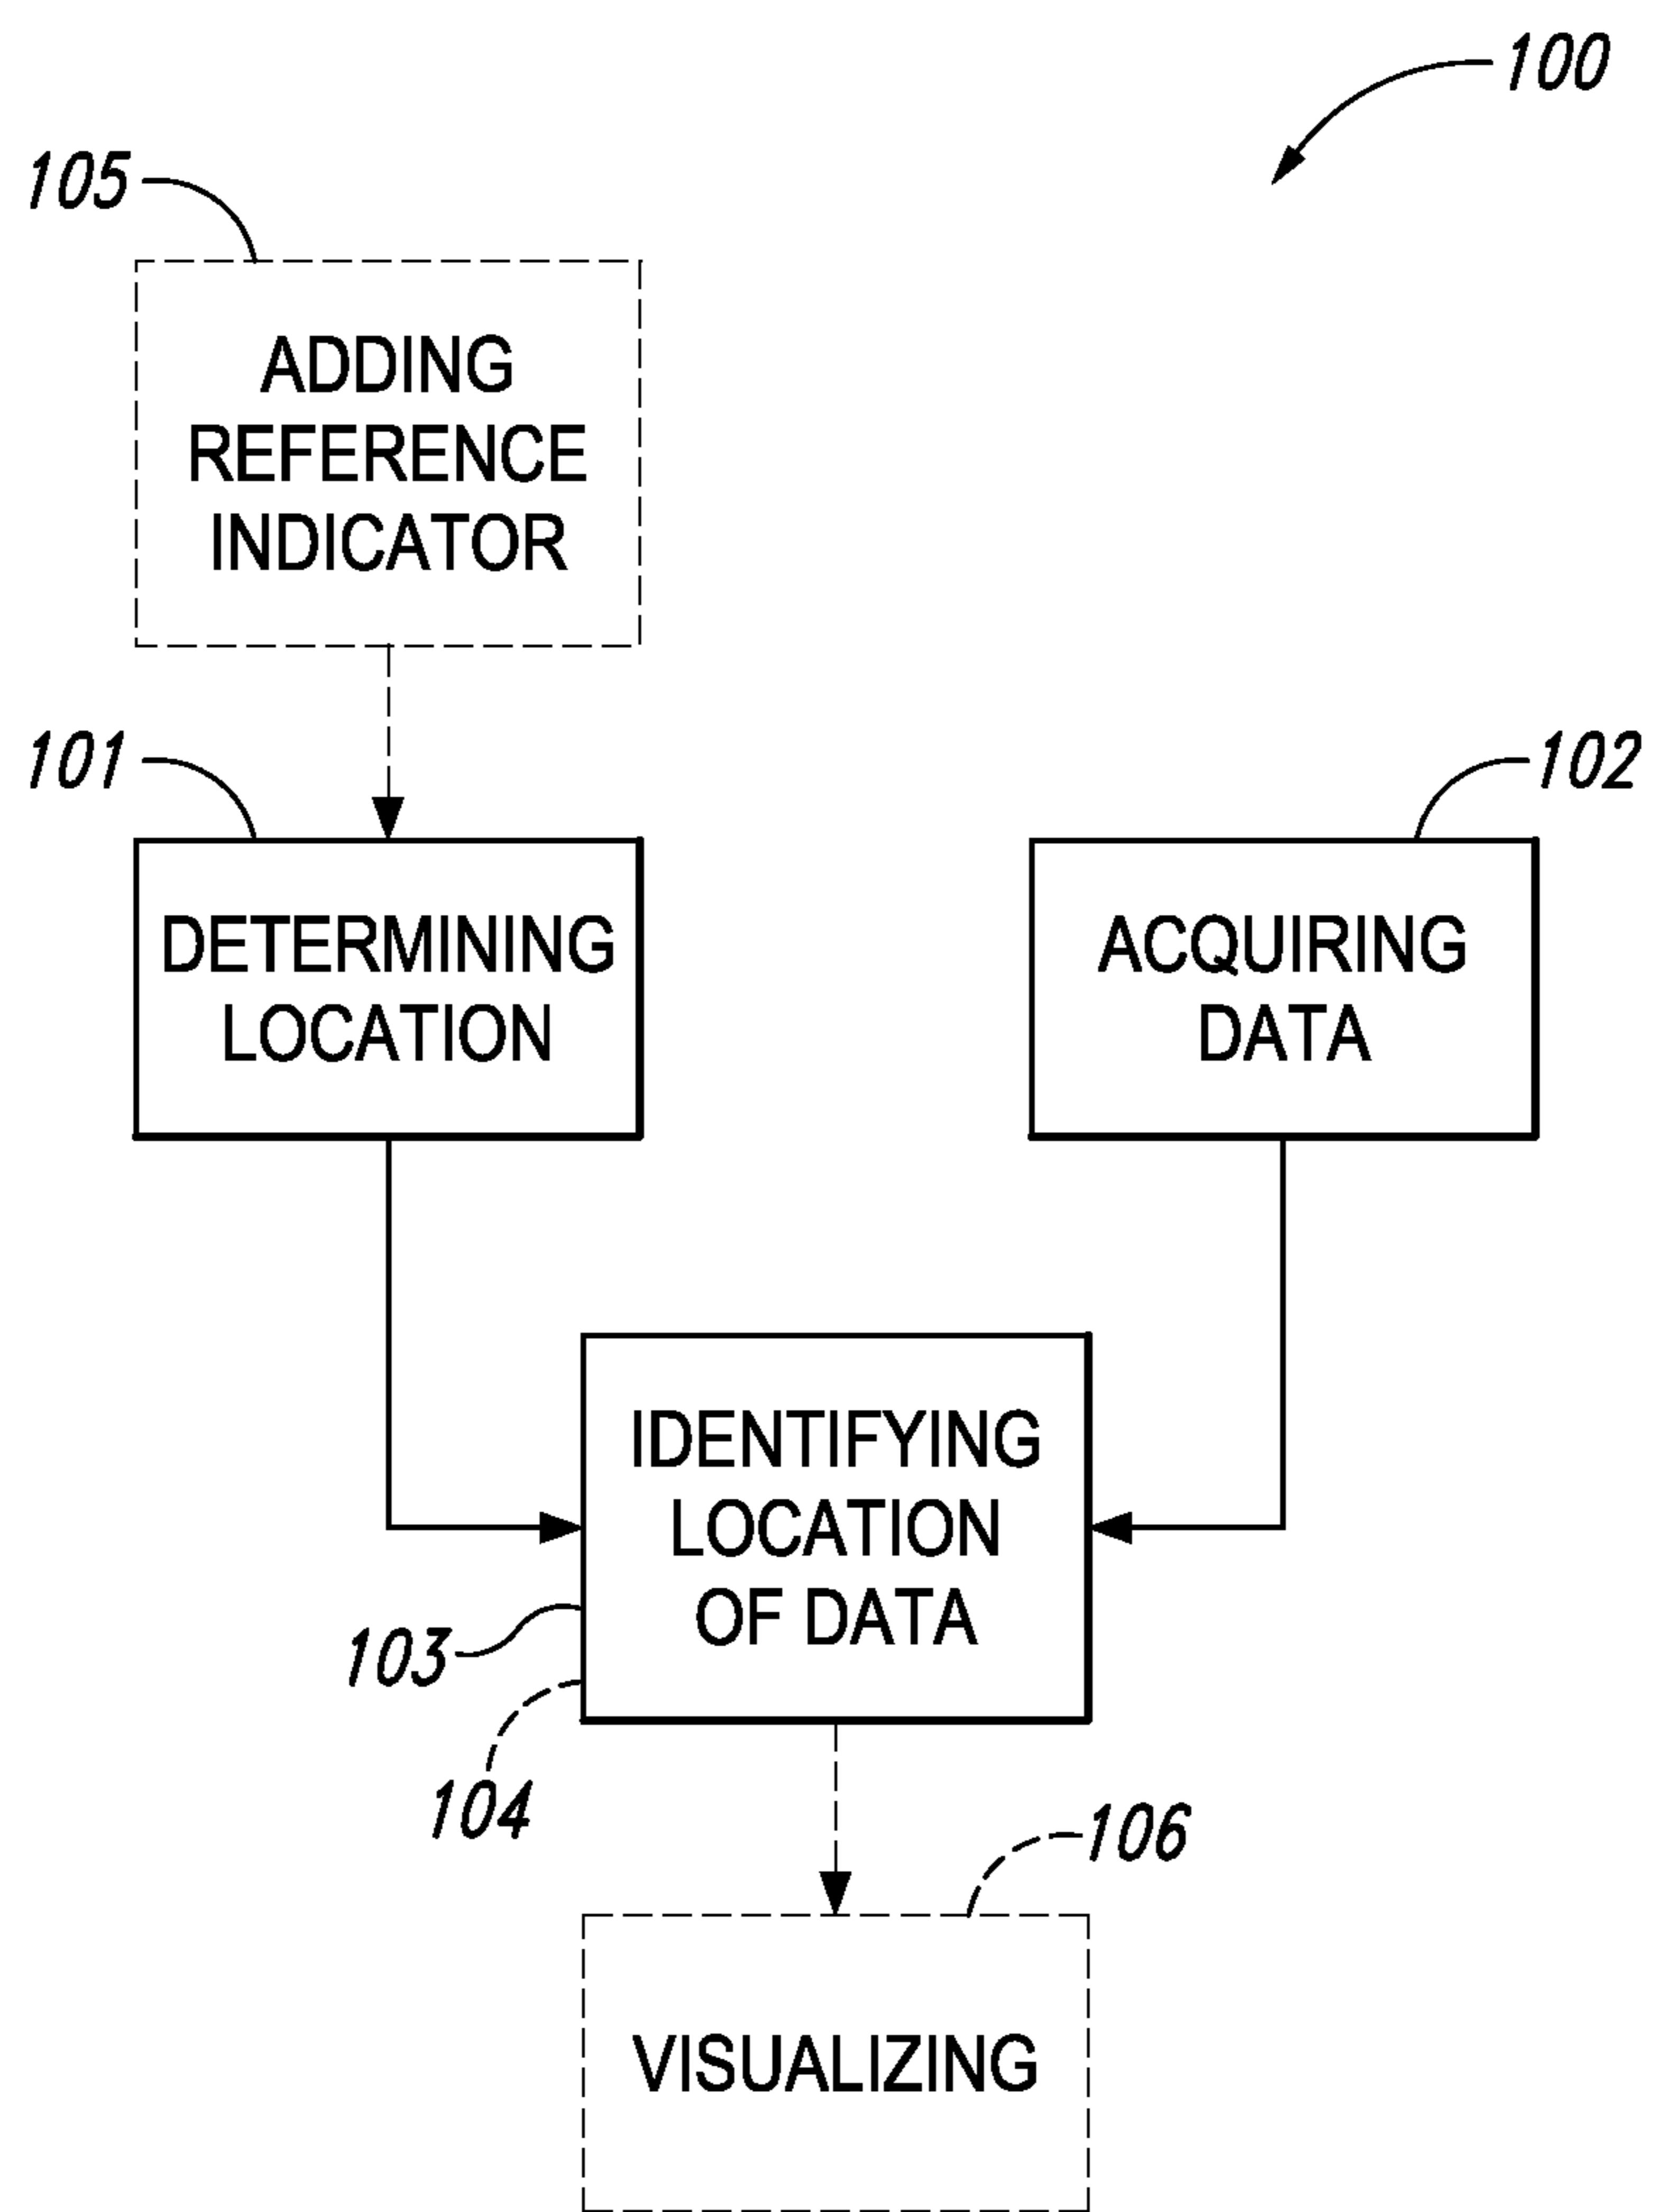 100
105
ADDING
REFERENCE
INDICATOR
101
102
DETERMINING
LOCATION
ACQUIRING
DATA
IDENTIFYING
LOCATION
OF DATA
103
104
106
VISUALIZING